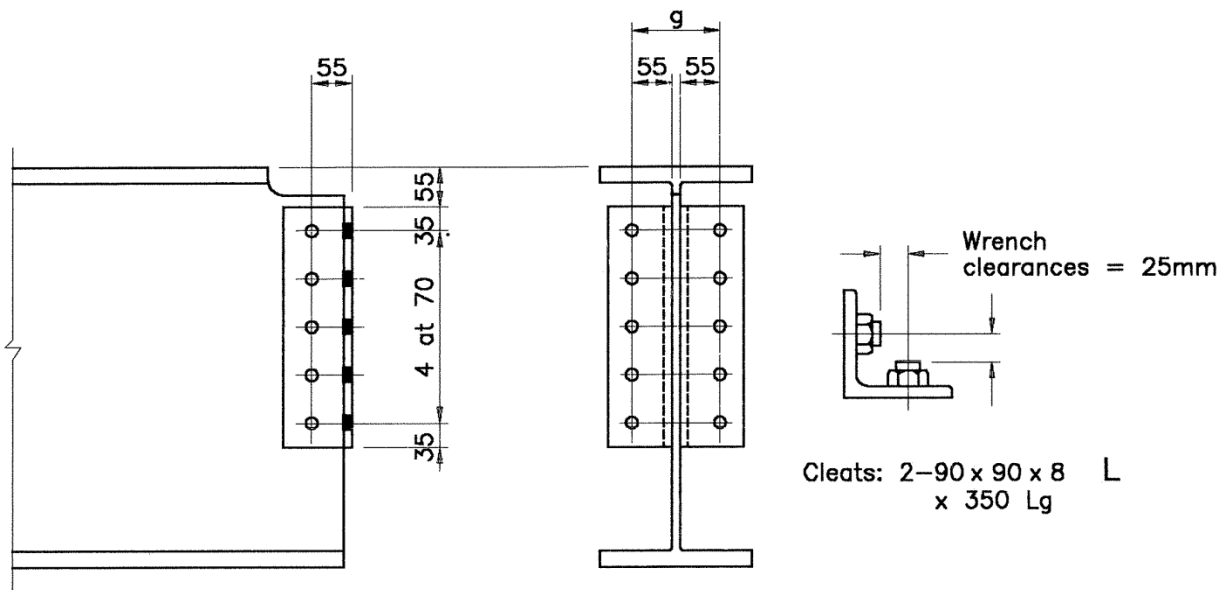 g
55
55 55
55
35
4 at 70
35
Wrench
clearances = 25mm
Cleats: 2-90 x 90 x 8 L
x 350 Lg